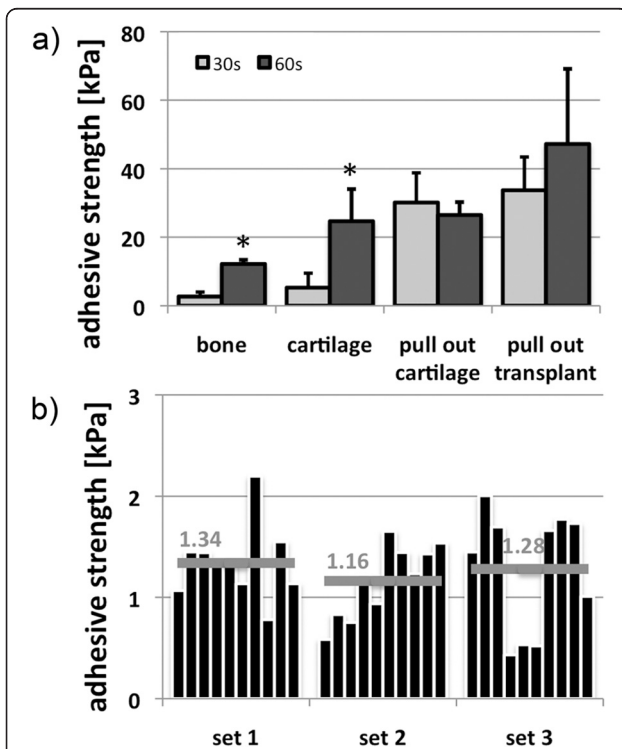 a)
adhesive strength [kPa]
80
60
40
20
0
30s 60s
*
*
bone cartilage pull out cartilage pull out transplant
b)
adhesive strength [kPa]
3
2
1
0
1.34
1.16
1.28
set 1 set 2 set 3